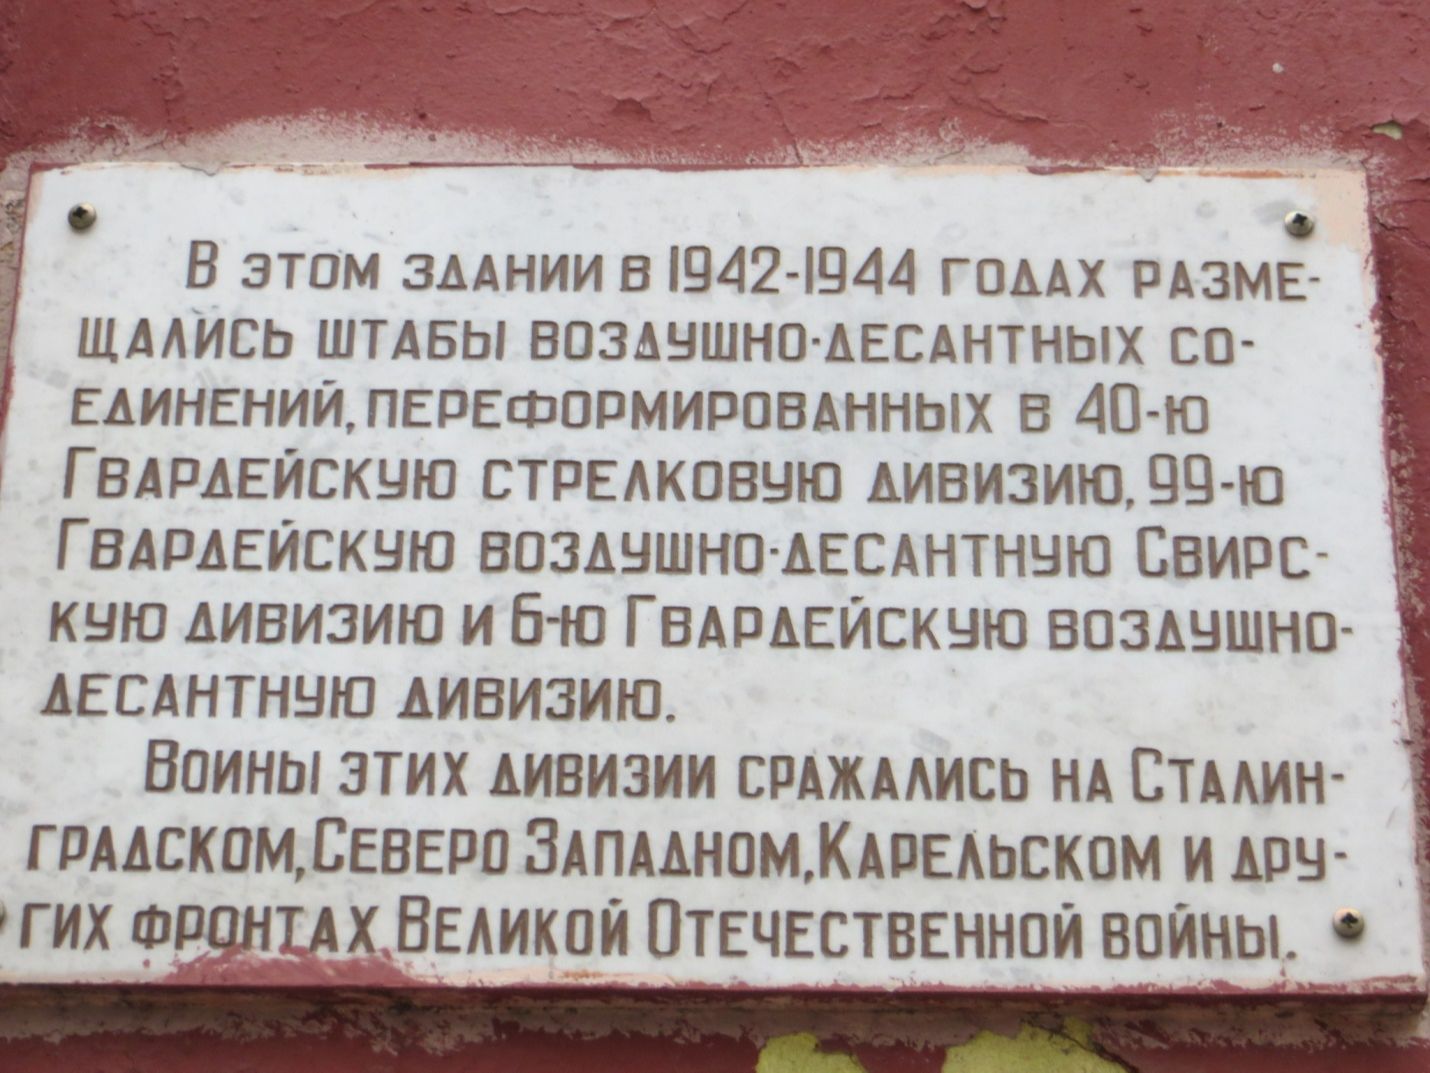 В этом здании в 1942-1944 годах разме-
щались штабы воздушно-десантных со-
единений, переформированных в 40-ю
Гвардейскую стрелковую дивизию, 99-ю
Гвардейскую воздушно-десантную Свирс-
кую дивизию и 6-ю Гвардейскую воздушно-
десантную дивизию.
Воины этих дивизии сражались на Сталин-
градском, Северо Западном, Карельском и дру-
гих фронтах Великой Отечественной войны.